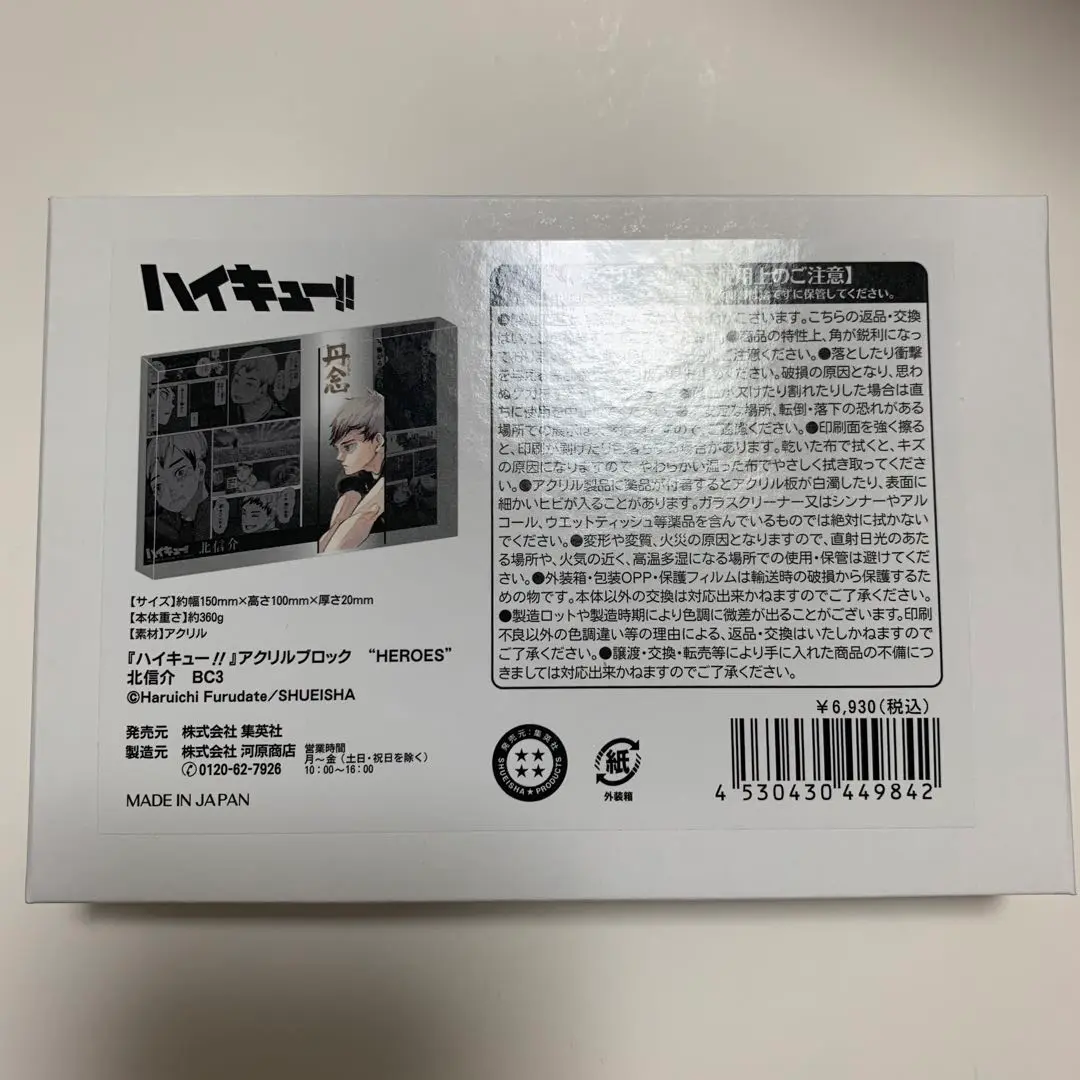 ハイキュー!!
丹念
ハイキュー!!
北信介
【サイズ】約幅150mm×高さ100mm×厚さ20mm
【本体重さ】約360g
【素材】アクリル
『ハイキュー!!』アクリルブロック “HEROES”
北信介 BC3
©Haruichi Furudate/SHUEISHA
発売元 株式会社 集英社
製造元 株式会社 河原商店
営業時間
月～金（土日・祝日を除く）
10：00～16：00
0120-62-7926
MADE IN JAPAN
用上のご注意】
てずに保管してください。
ございます。こちらの返品・交換
●商品の特性上、角が鋭利になっ
ご注意ください。●落としたり衝撃
ださい。破損の原因となり、思わ
が欠けたり割れたりした場合は直
な場所、転倒・落下の恐れがある
ください。●印刷面を強く擦る
と、印刷が剥げたり色落ちする場合があります。乾いた布で拭くと、キズ
の原因になりますので、やわらかい湿った布でやさしく拭き取ってくださ
い。●アクリル製品に薬品が付着するとアクリル板が白濁したり、表面に
細かいヒビが入ることがあります。ガラスクリーナー又はシンナーやアル
コール、ウエットティッシュ等薬品を含んでいるものでは絶対に拭かない
でください。●変形や変質、火災の原因となりますので、直射日光のあた
る場所や、火気の近く、高温多湿になる場所での使用・保管は避けてくだ
さい。●外装箱・包装OPP・保護フィルムは輸送時の破損から保護するた
めの物です。本体以外の交換は対応出来かねますのでご了承ください。
●製造ロットや製造時期により色調に微差が出ることがございます。印刷
不良以外の色調違い等の理由による、返品・交換はいたしかねますので
ご了承ください。●譲渡・交換・転売等により手に入れた商品の不備につ
きましては対応出来かねますのでご了承ください。
¥6,930（税込）
発売元：集英社
SHUEISHA★PRODUCTS
紙
外装箱
4 530430 449842